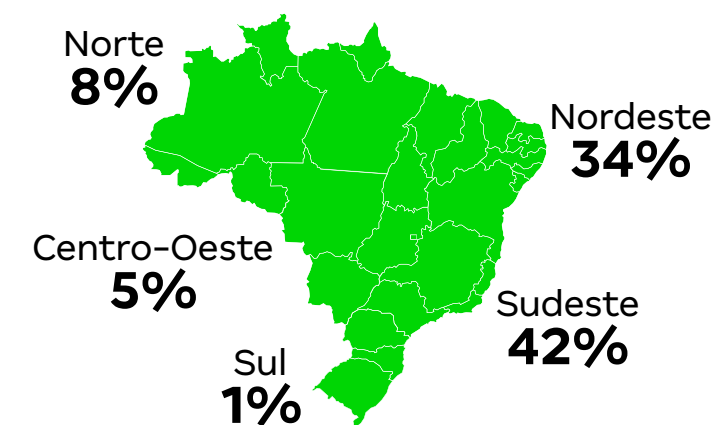 Norte
8%
Nordeste
34%
Centro-Oeste
5%
Sudeste
42%
Sul
1%